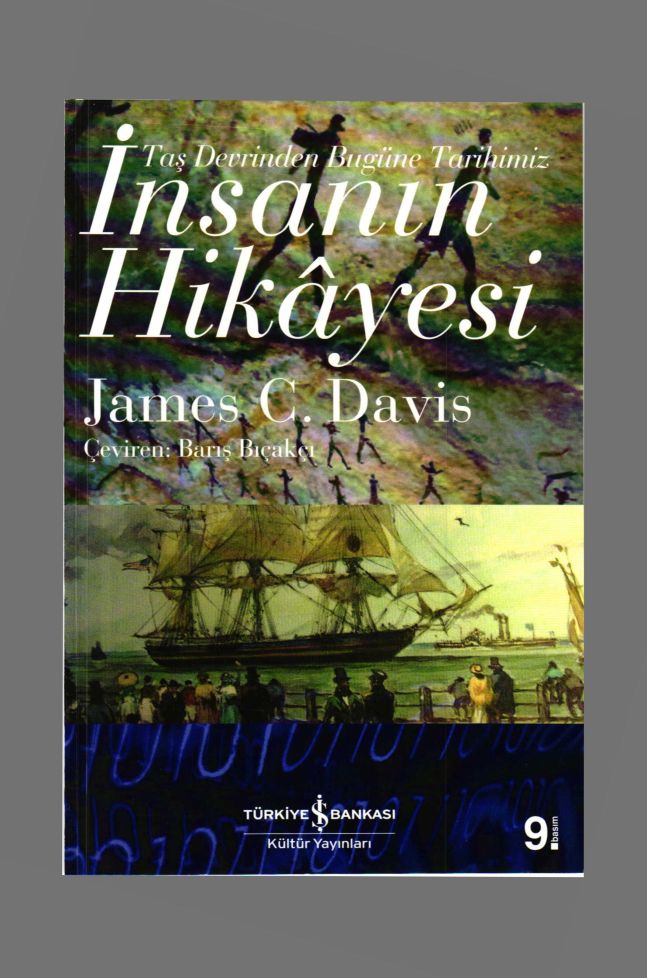 Taş Devrinden Bugüne Tarihimiz
İnsanın
Hikâyesi
James C. Davis
Çeviren: Barış Bıçakçı
TÜRKİYE İŞ BANKASI
Kültür Yayınları
9. basım